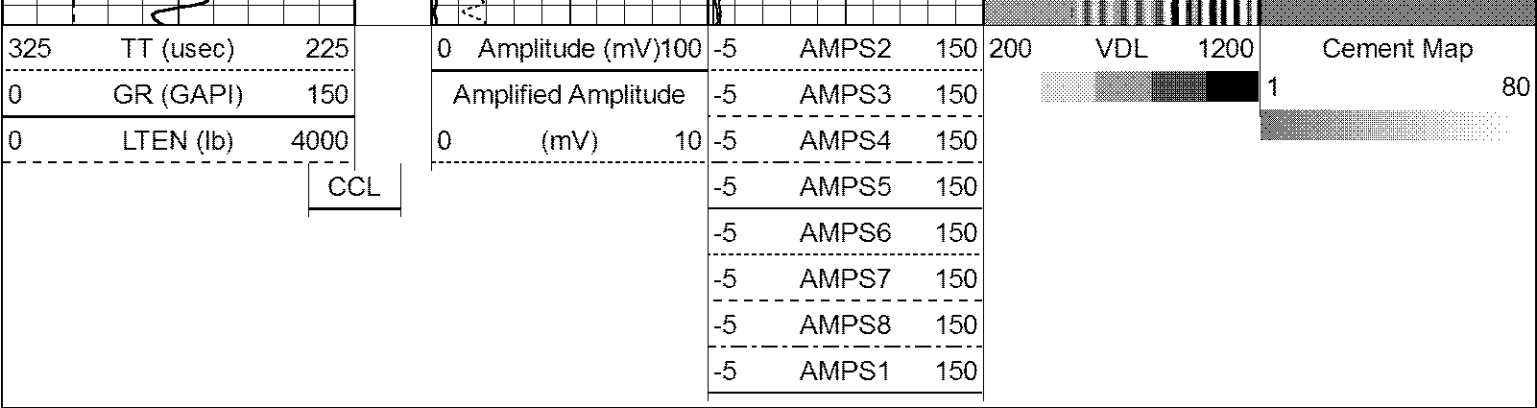 325 TT (usec) 225
0 GR (GAPI) 150
0 LTEN (lb) 4000
CCL
0 Amplitude (mV)100
Amplified Amplitude
0 (mV) 10
-5 AMPS2 150
-5 AMPS3 150
-5 AMPS4 150
-5 AMPS5 150
-5 AMPS6 150
-5 AMPS7 150
-5 AMPS8 150
-5 AMPS1 150
200 VDL 1200
Cement Map
1 80